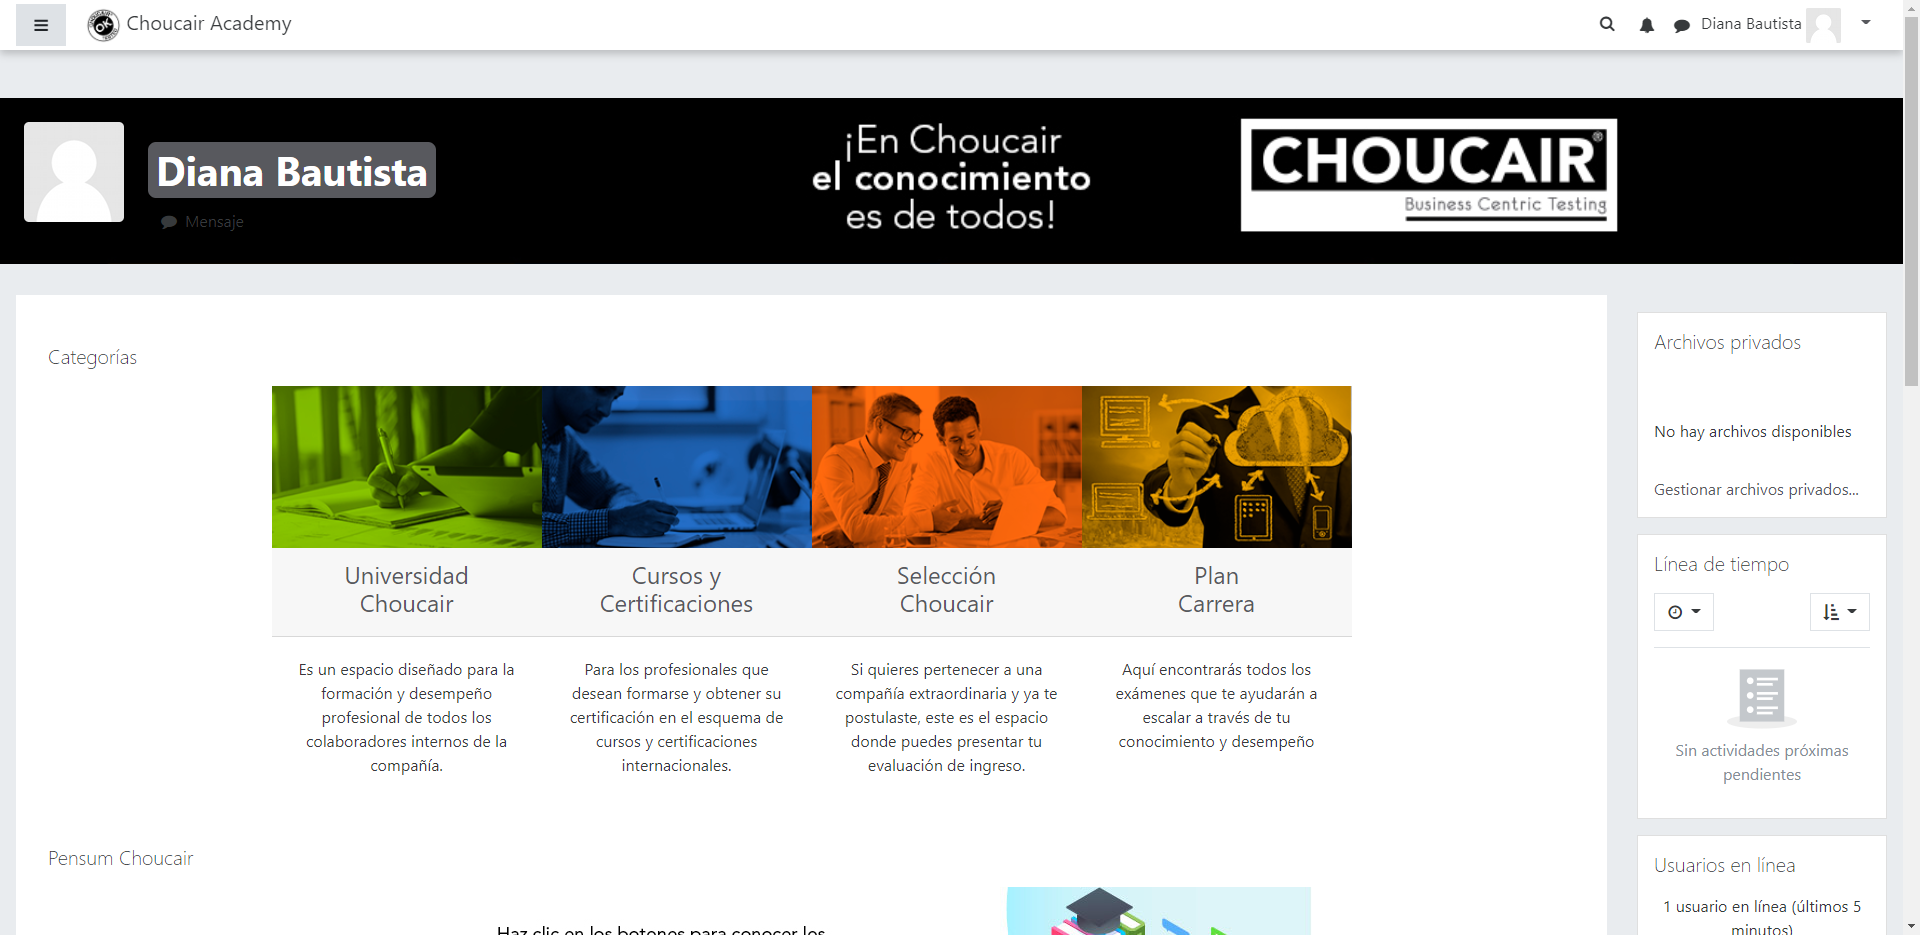 Choucair Academy
Diana Bautista
Diana Bautista
Mensaje
¡En Choucair
el conocimiento
es de todos!
CHOUCAIR®
Business Centric Testing
Categorías
Universidad
Choucair
Es un espacio diseñado para la
formación y desempeño
profesional de todos los
colaboradores internos de la
compañía.
Cursos y
Certificaciones
Para los profesionales que
desean formarse y obtener su
certificación en el esquema de
cursos y certificaciones
internacionales.
Selección
Choucair
Si quieres pertenecer a una
compañía extraordinaria y ya te
postulaste, este es el espacio
donde puedes presentar tu
evaluación de ingreso.
Plan
Carrera
Aquí encontrarás todos los
exámenes que te ayudarán a
escalar a través de tu
conocimiento y desempeño
Pensum Choucair
Haz clic en los botones para conocer los
Archivos privados
No hay archivos disponibles
Gestionar archivos privados...
Línea de tiempo
Sin actividades próximas
pendientes
Usuarios en línea
1 usuario en línea (últimos 5
minutos)